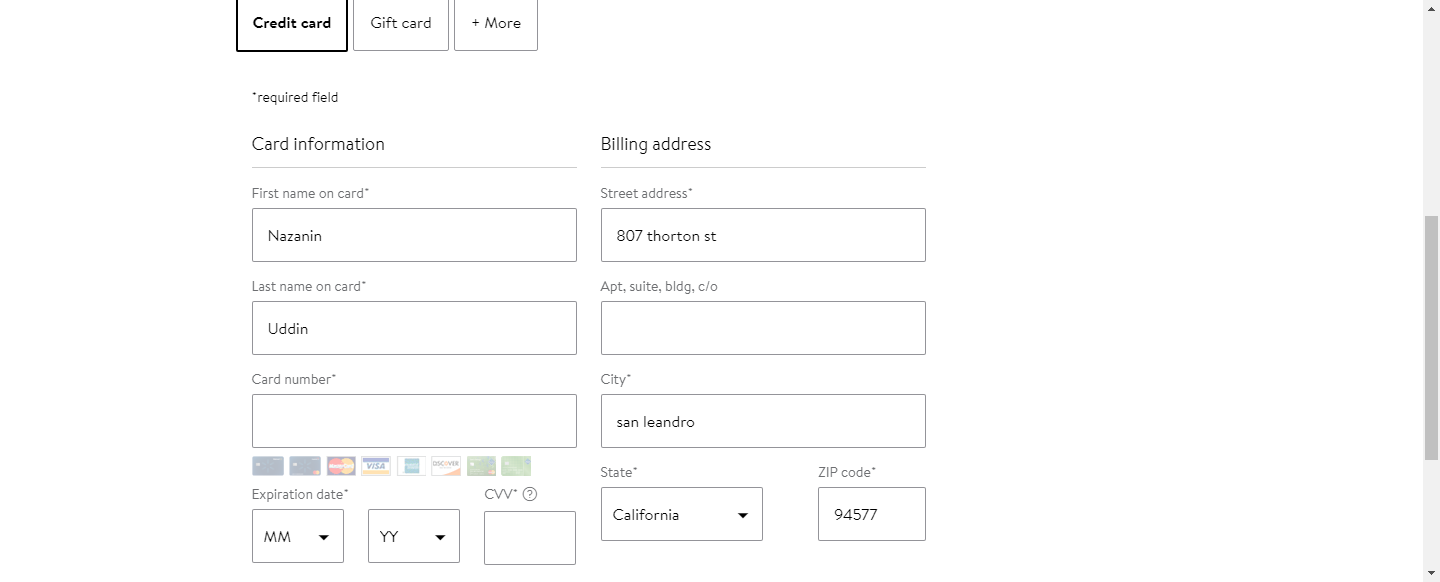 Credit card
Gift card
+ More
*required field
Card information
First name on card*
Nazanin
Last name on card*
Uddin
Card number*
VISA
DISCOVER
Expiration date*
CVV* ?
MM
YY
Billing address
Street address*
807 thorton st
Apt, suite, bldg, c/o
City*
san leandro
State*
ZIP code*
California
94577